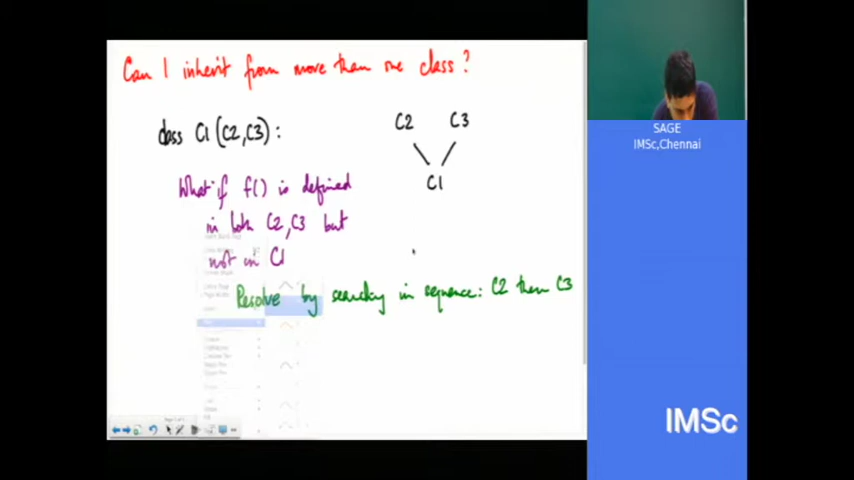 Can I inherit from more than one class?
class C1 (C2,C3):
C2 C3
C1
What if f() is defined
in both C2,C3 but
not in C1
Resolve by searching in sequence: C2 then C3
SAGE
IMSc,Chennai
IMSc